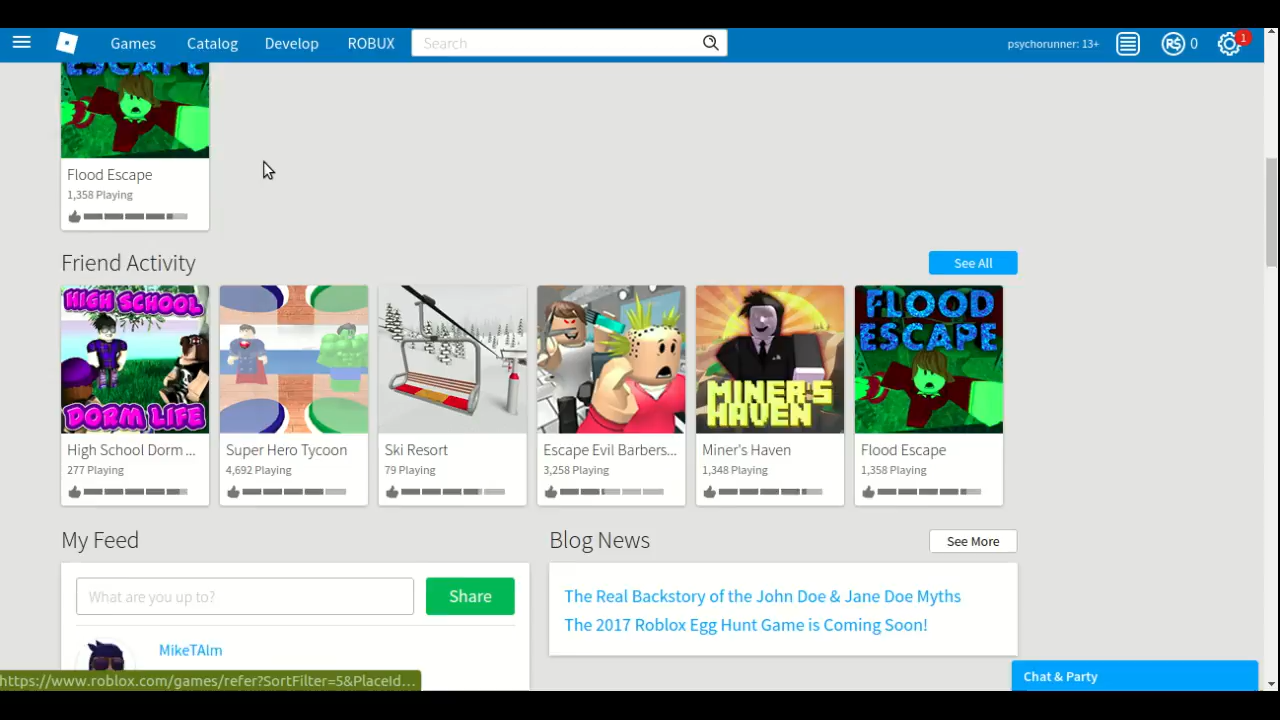 Games Catalog Develop ROBUX Search psychorunner: 13+ R$ 0 1
ESCAPE
Flood Escape
1,358 Playing
Friend Activity See All
HIGH SCHOOL
DORM LIFE
MINER'S
HAVEN
FLOOD
ESCAPE
High School Dorm ... Super Hero Tycoon Ski Resort Escape Evil Barbers... Miner's Haven Flood Escape
277 Playing 4,692 Playing 79 Playing 3,258 Playing 1,348 Playing 1,358 Playing
My Feed Blog News See More
What are you up to? Share
The Real Backstory of the John Doe & Jane Doe Myths
The 2017 Roblox Egg Hunt Game is Coming Soon!
MikeTAlm
https://www.roblox.com/games/refer?SortFilter=5&PlaceId...
Chat & Party